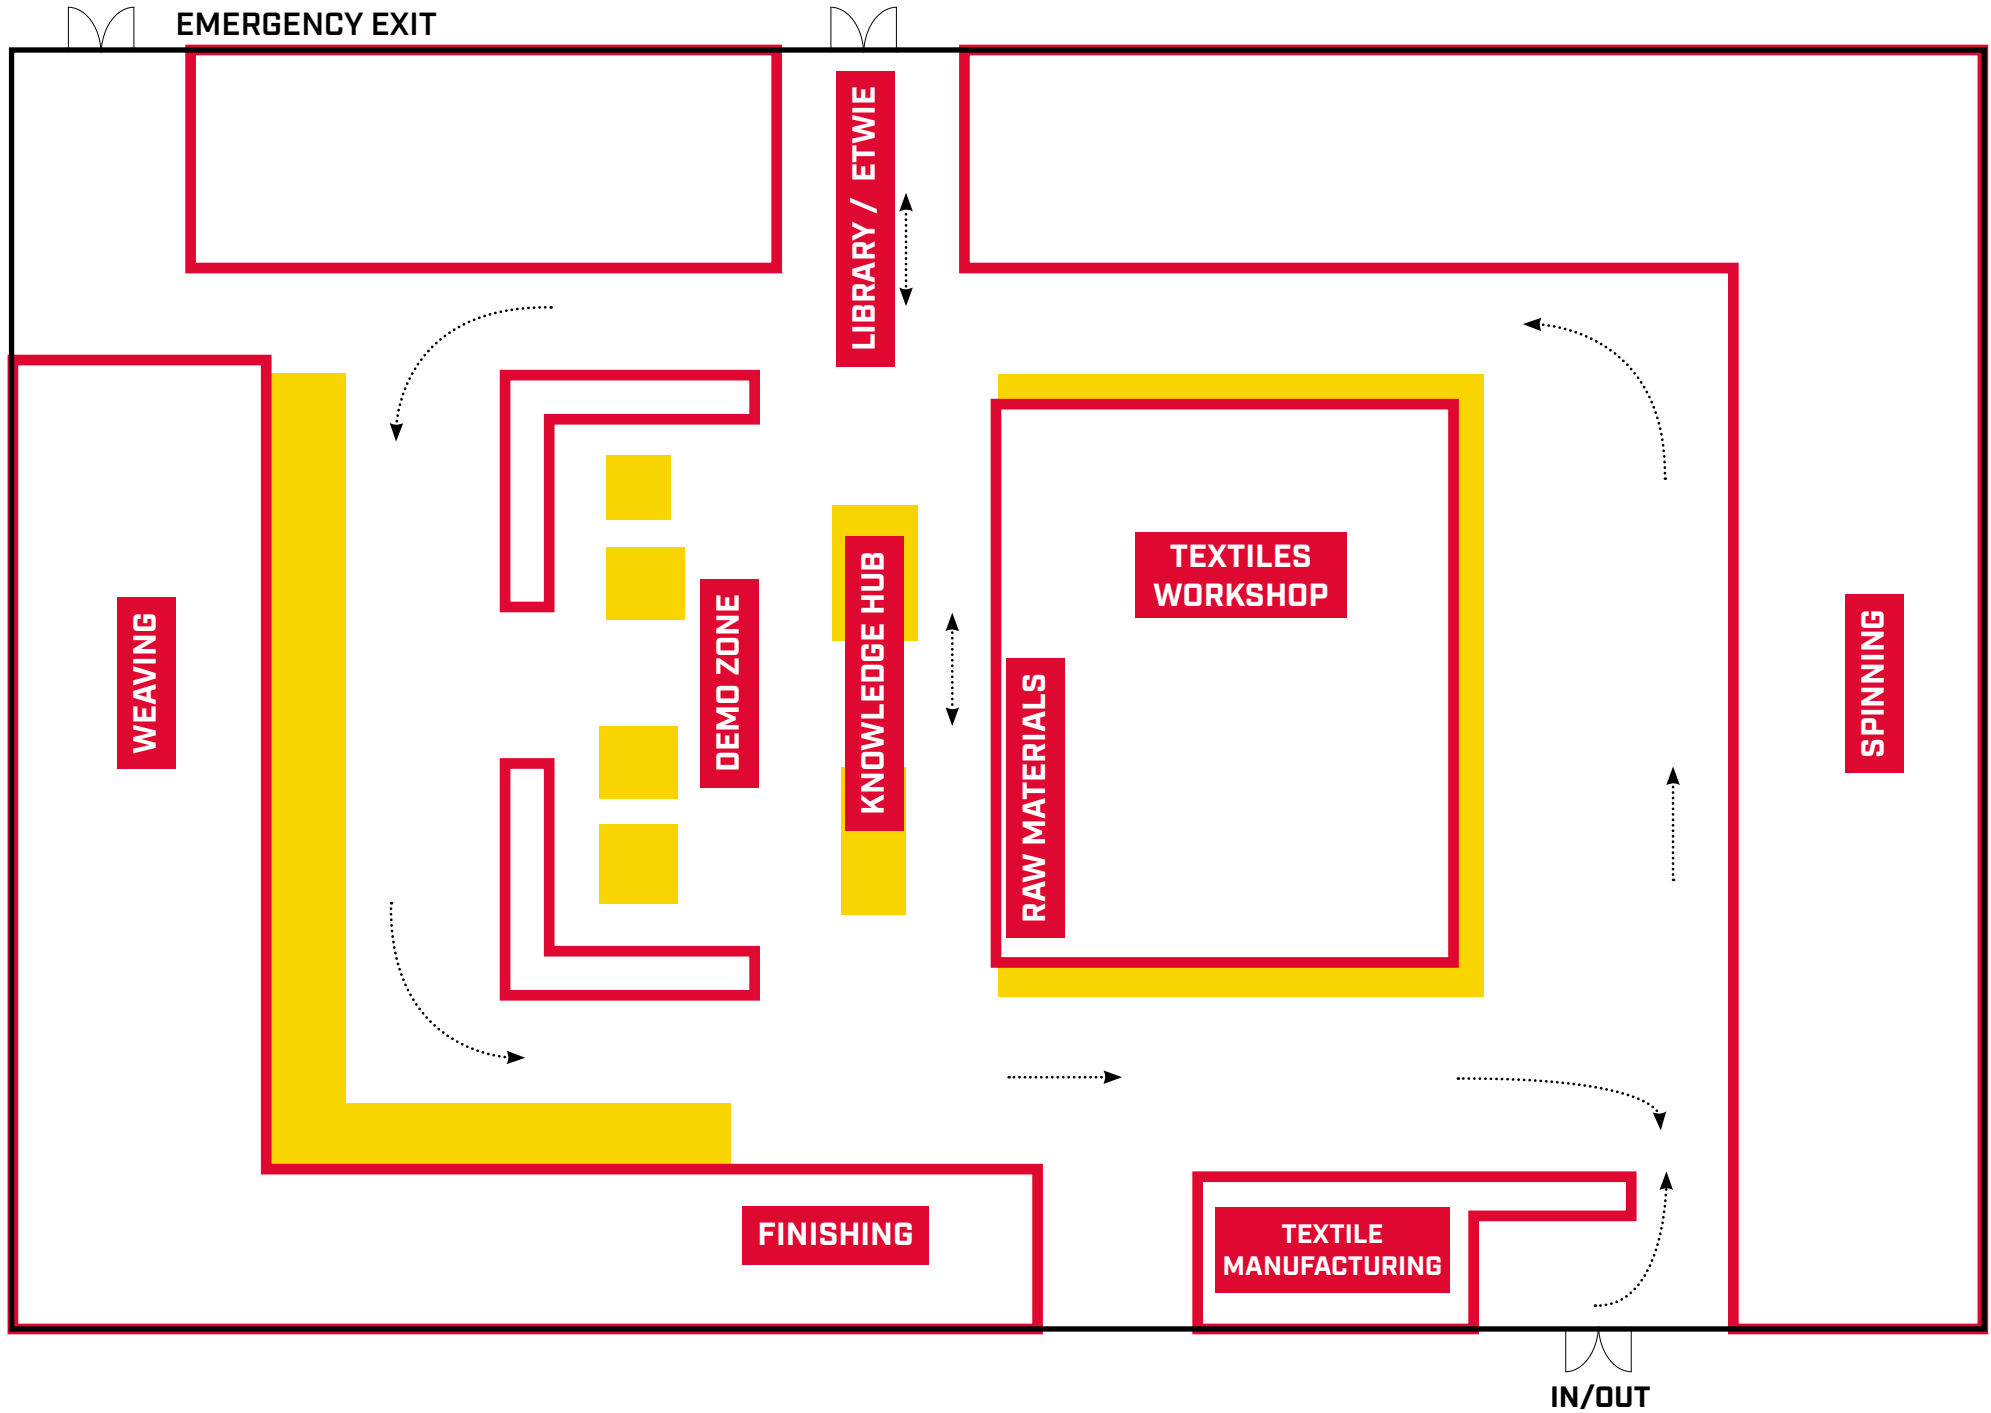 EMERGENCY EXIT
LIBRARY / ETWIE
WEAVING
DEMO ZONE
KNOWLEDGE HUB
TEXTILES
WORKSHOP
RAW MATERIALS
SPINNING
FINISHING
TEXTILE
MANUFACTURING
IN/OUT